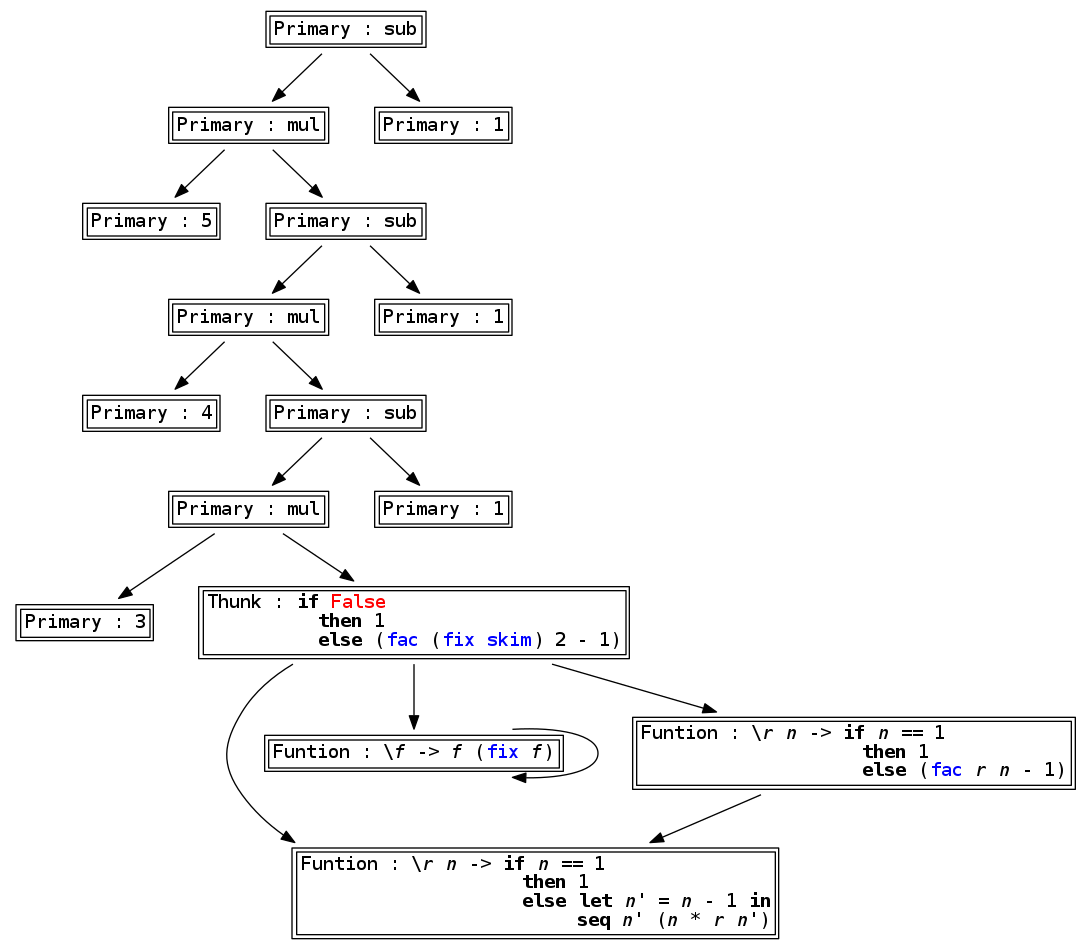 Primary : sub
Primary : mul
Primary : 1
Primary : 5
Primary : sub
Primary : mul
Primary : 1
Primary : 4
Primary : sub
Primary : mul
Primary : 1
Primary : 3
Thunk : if False
then 1
else (fac (fix skim) 2 - 1)
Funtion : \f -> f (fix f)
Funtion : \r n -> if n == 1
then 1
else (fac r n - 1)
Funtion : \r n -> if n == 1
then 1
else let n' = n - 1 in
seq n' (n * r n')